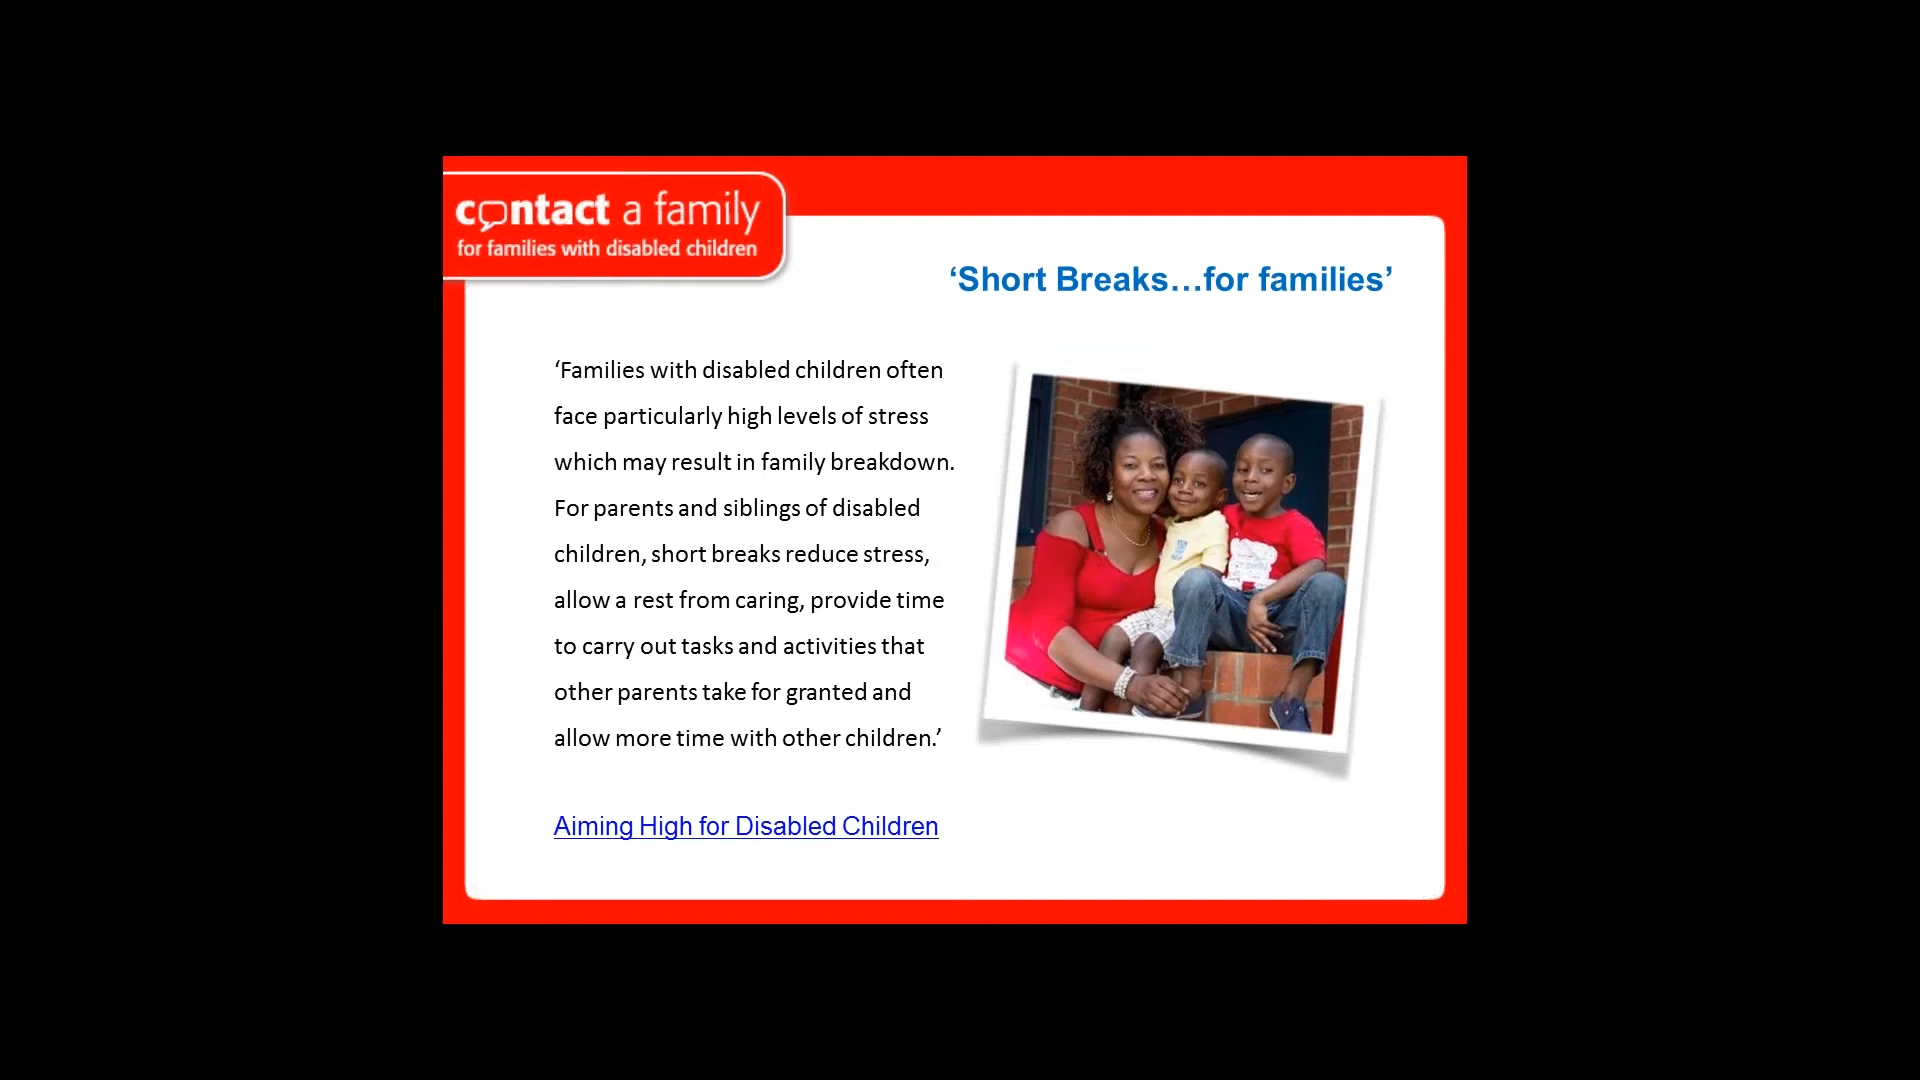 contact a family
for families with disabled children
‘Short Breaks…for families’
‘Families with disabled children often
face particularly high levels of stress
which may result in family breakdown.
For parents and siblings of disabled
children, short breaks reduce stress,
allow a rest from caring, provide time
to carry out tasks and activities that
other parents take for granted and
allow more time with other children.’
Aiming High for Disabled Children